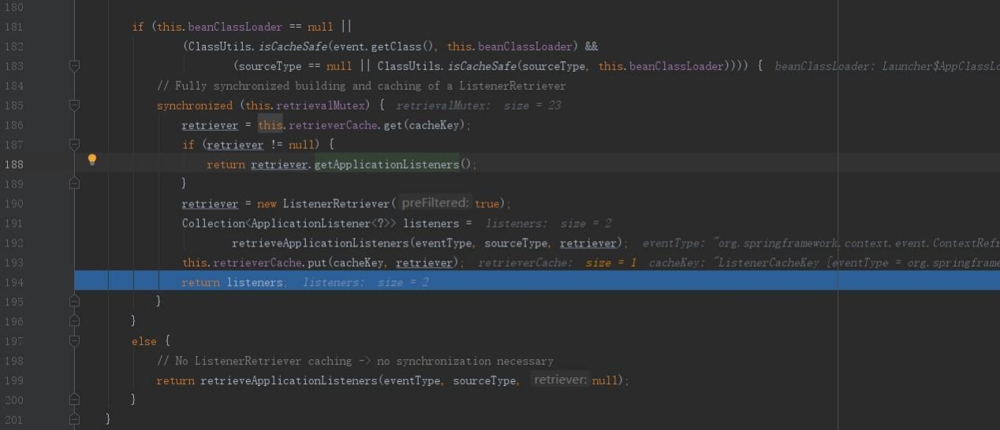 180
181 if (this.beanClassLoader == null ||
182 (ClassUtils.isCacheSafe(event.getClass(), this.beanClassLoader) &&
183 (sourceType == null || ClassUtils.isCacheSafe(sourceType, this.beanClassLoader)))) { beanClassLoader: Launcher$AppClassLo
184 // Fully synchronized building and caching of a ListenerRetriever
185 synchronized (this.retrievalMutex) { retrievalMutex: size = 23
186 retriever = this.retrieverCache.get(cacheKey);
187 if (retriever != null) {
188 return retriever.getApplicationListeners();
189 }
190 retriever = new ListenerRetriever( preFiltered: true);
191 Collection<ApplicationListener<?>> listeners = listeners: size = 2
192 retrieveApplicationListeners(eventType, sourceType, retriever); eventType: "org.springframework.context.event.ContextRefr
193 this.retrieverCache.put(cacheKey, retriever); retrieverCache: size = 1 cacheKey: "ListenerCacheKey [eventType = org.springframe
194 return listeners; listeners: size = 2
195 }
196 }
197 else {
198 // No ListenerRetriever caching -> no synchronization necessary
199 return retrieveApplicationListeners(eventType, sourceType, retriever: null);
200 }
201 }